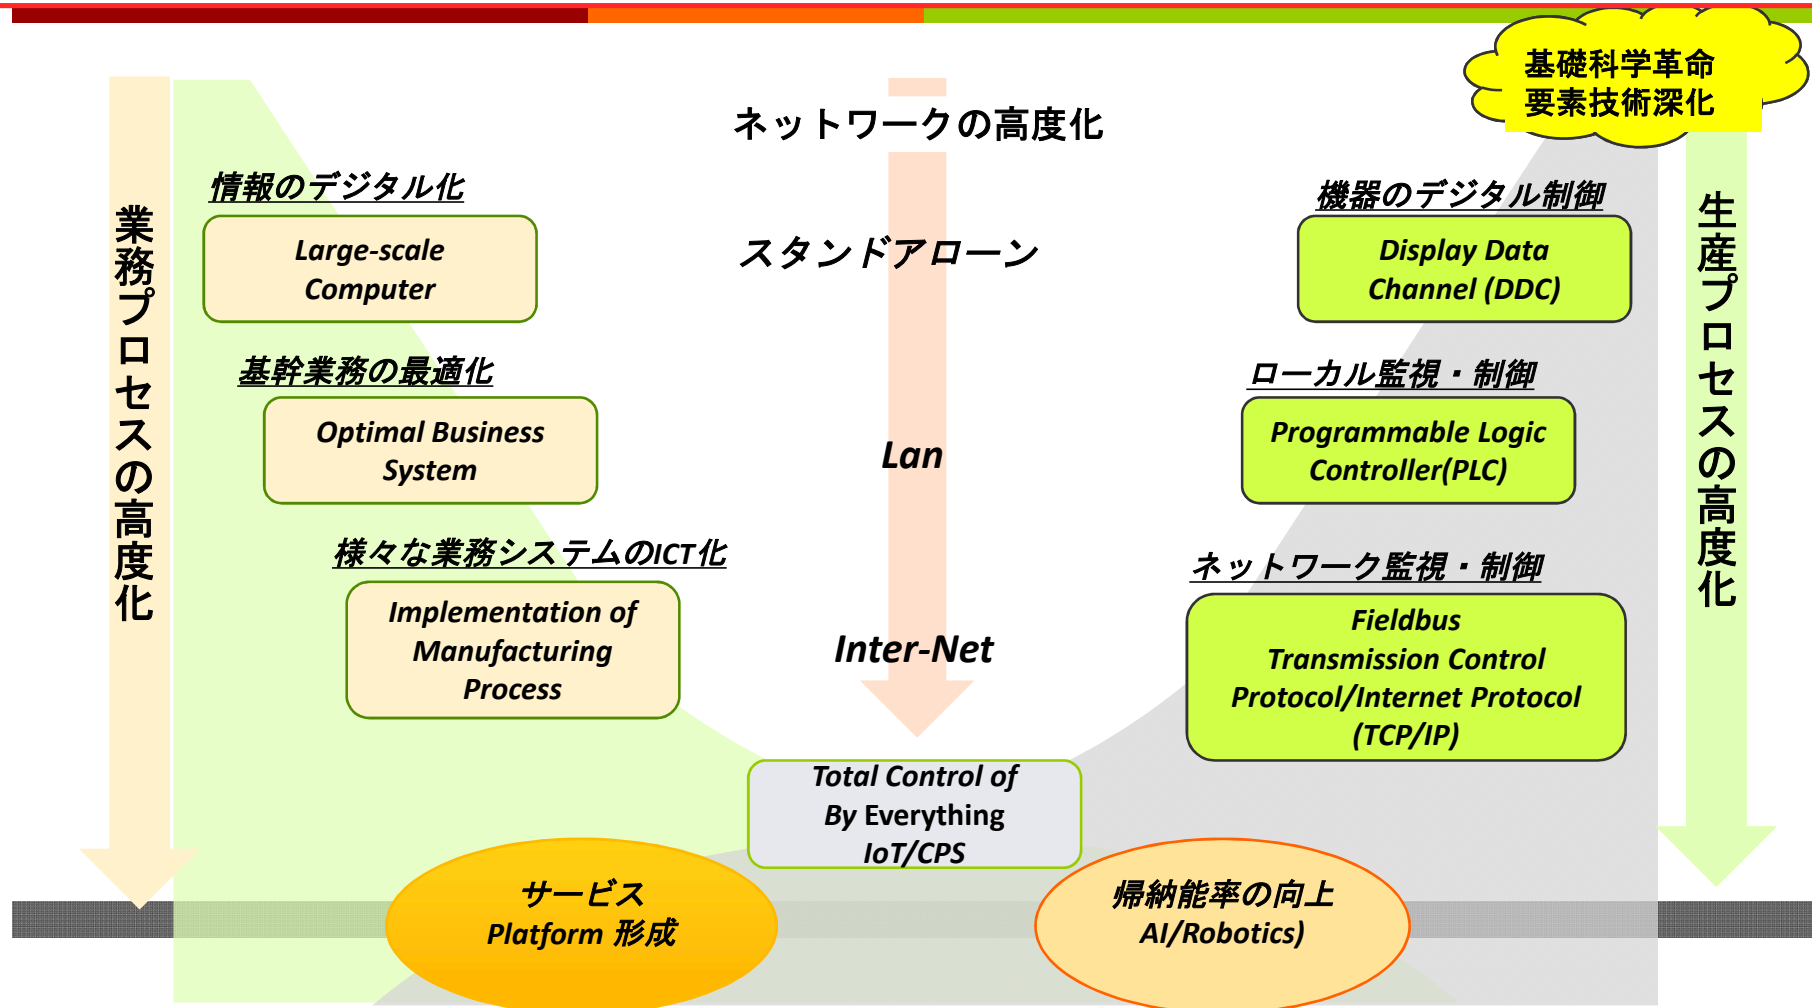 基礎科学革命
要素技術深化
ネットワークの高度化
業務プロセスの高度化
情報のデジタル化
Large-scale
Computer
基幹業務の最適化
Optimal Business
System
様々な業務システムのICT化
Implementation of
Manufacturing
Process
スタンドアローン
Lan
Inter-Net
機器のデジタル制御
Display Data
Channel (DDC)
ローカル監視・制御
Programmable Logic
Controller(PLC)
ネットワーク監視・制御
Fieldbus
Transmission Control
Protocol/Internet Protocol
(TCP/IP)
生産プロセスの高度化
Total Control of
By Everything
IoT/CPS
サービス
Platform 形成
帰納能率の向上
AI/Robotics)